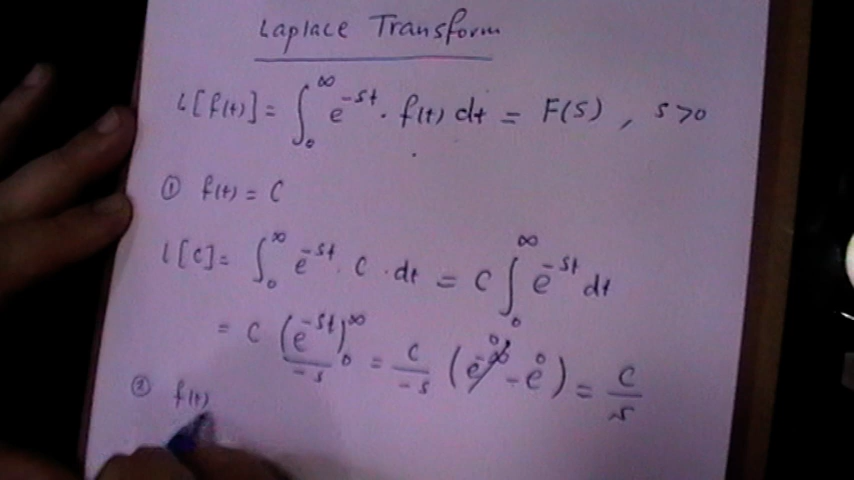 Laplace Transform
L[f(t)] = ∫₀^∞ e^{-st} . f(t) dt = F(S) , s>0
① f(t) = C
L[C] = ∫₀^∞ e^{-st} . C . dt = C ∫₀^∞ e^{-st} dt
= C (e^{-st}/-s)₀^∞ = C/-s (e^{-∞} - e^0) = C/s
② f(t)